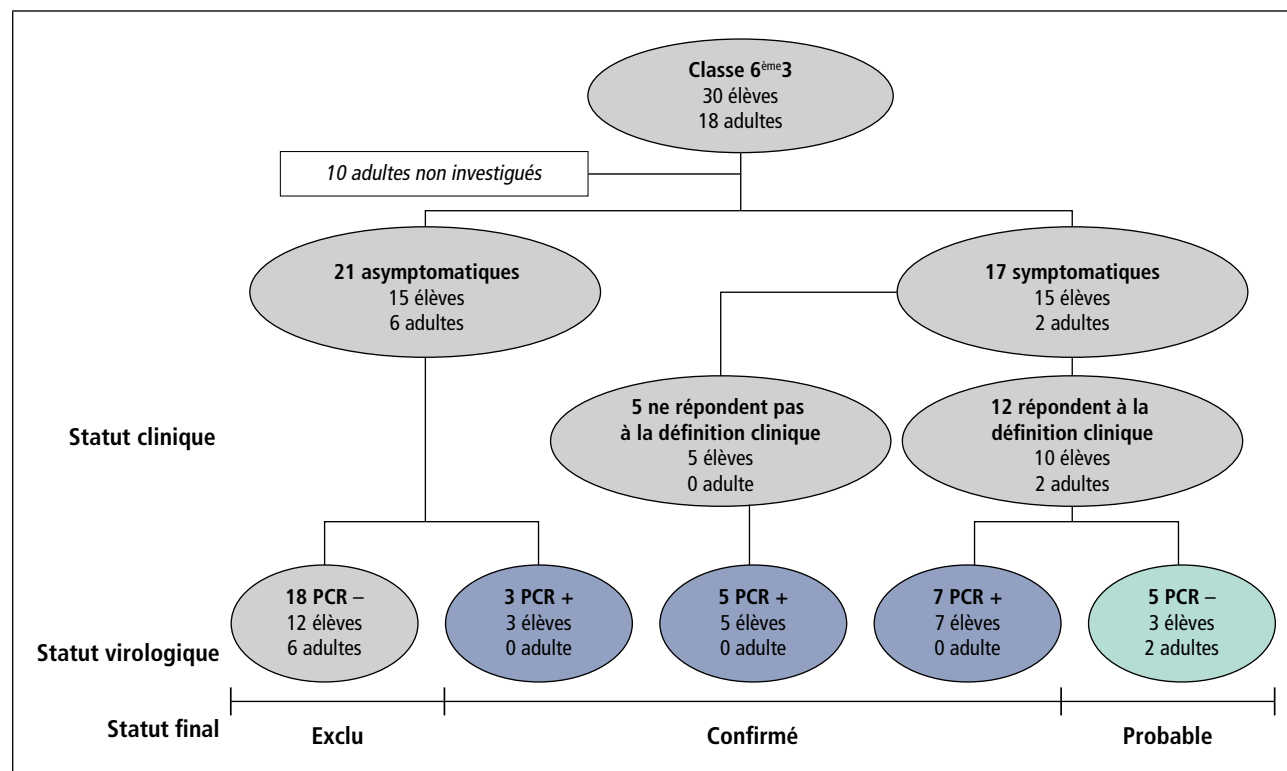 Classe 6ème3
30 élèves
18 adultes
10 adultes non investigués
21 asymptomatiques
15 élèves
6 adultes
17 symptomatiques
15 élèves
2 adultes
Statut clinique
5 ne répondent pas
à la définition clinique
5 élèves
0 adulte
12 répondent à la
définition clinique
10 élèves
2 adultes
Statut virologique
18 PCR –
12 élèves
6 adultes
3 PCR +
3 élèves
0 adulte
5 PCR +
5 élèves
0 adulte
7 PCR +
7 élèves
0 adulte
5 PCR –
3 élèves
2 adultes
Statut final
Exclu
Confirmé
Probable